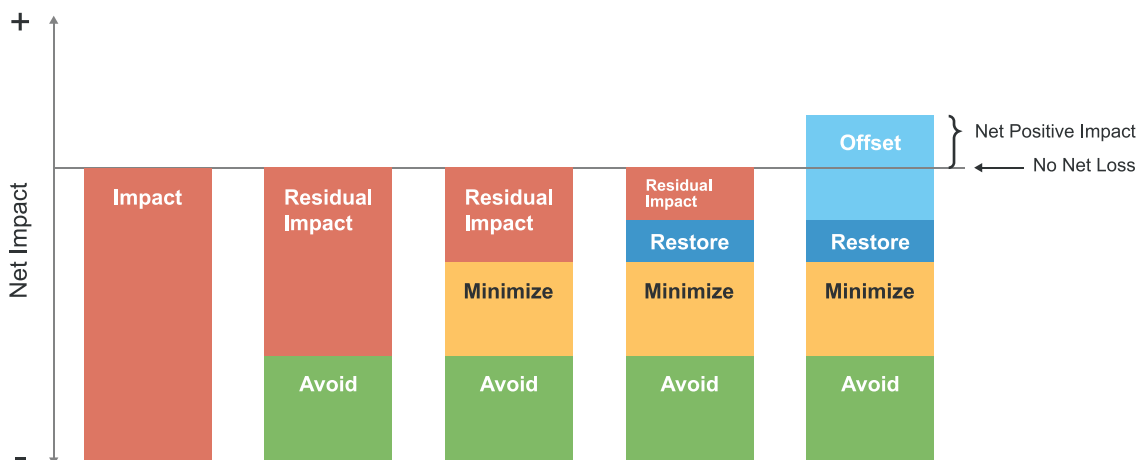 +
Net Impact
Impact
Residual
Impact
Avoid
Residual
Impact
Minimize
Avoid
Residual
Impact
Restore
Minimize
Avoid
Offset
Restore
Minimize
Avoid
Net Positive Impact
No Net Loss
-